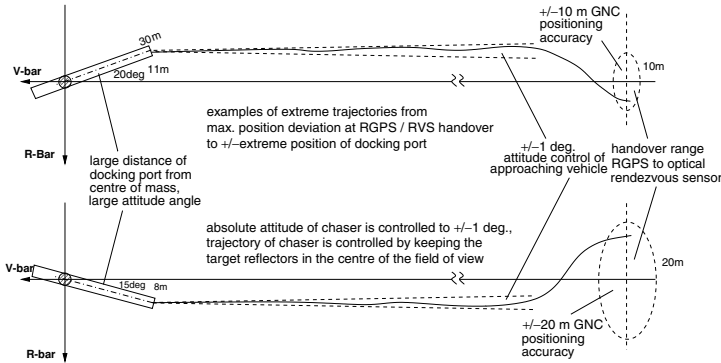 +/−10 m GNC
positioning
accuracy
30m
V-bar
20deg
11m
10m
R-Bar
examples of extreme trajectories from
max. position deviation at RGPS / RVS handover
to +/−extreme position of docking port
large distance of
docking port from
centre of mass,
large attitude angle
+/−1 deg.
attitude control of
approaching vehicle
handover range
RGPS to optical
rendezvous sensor
absolute attitude of chaser is controlled to +/−1 deg.,
trajectory of chaser is controlled by keeping the
target reflectors in the centre of the field of view
V-bar
15deg
8m
20m
+/−20 m GNC
positioning
accuracy
R-bar